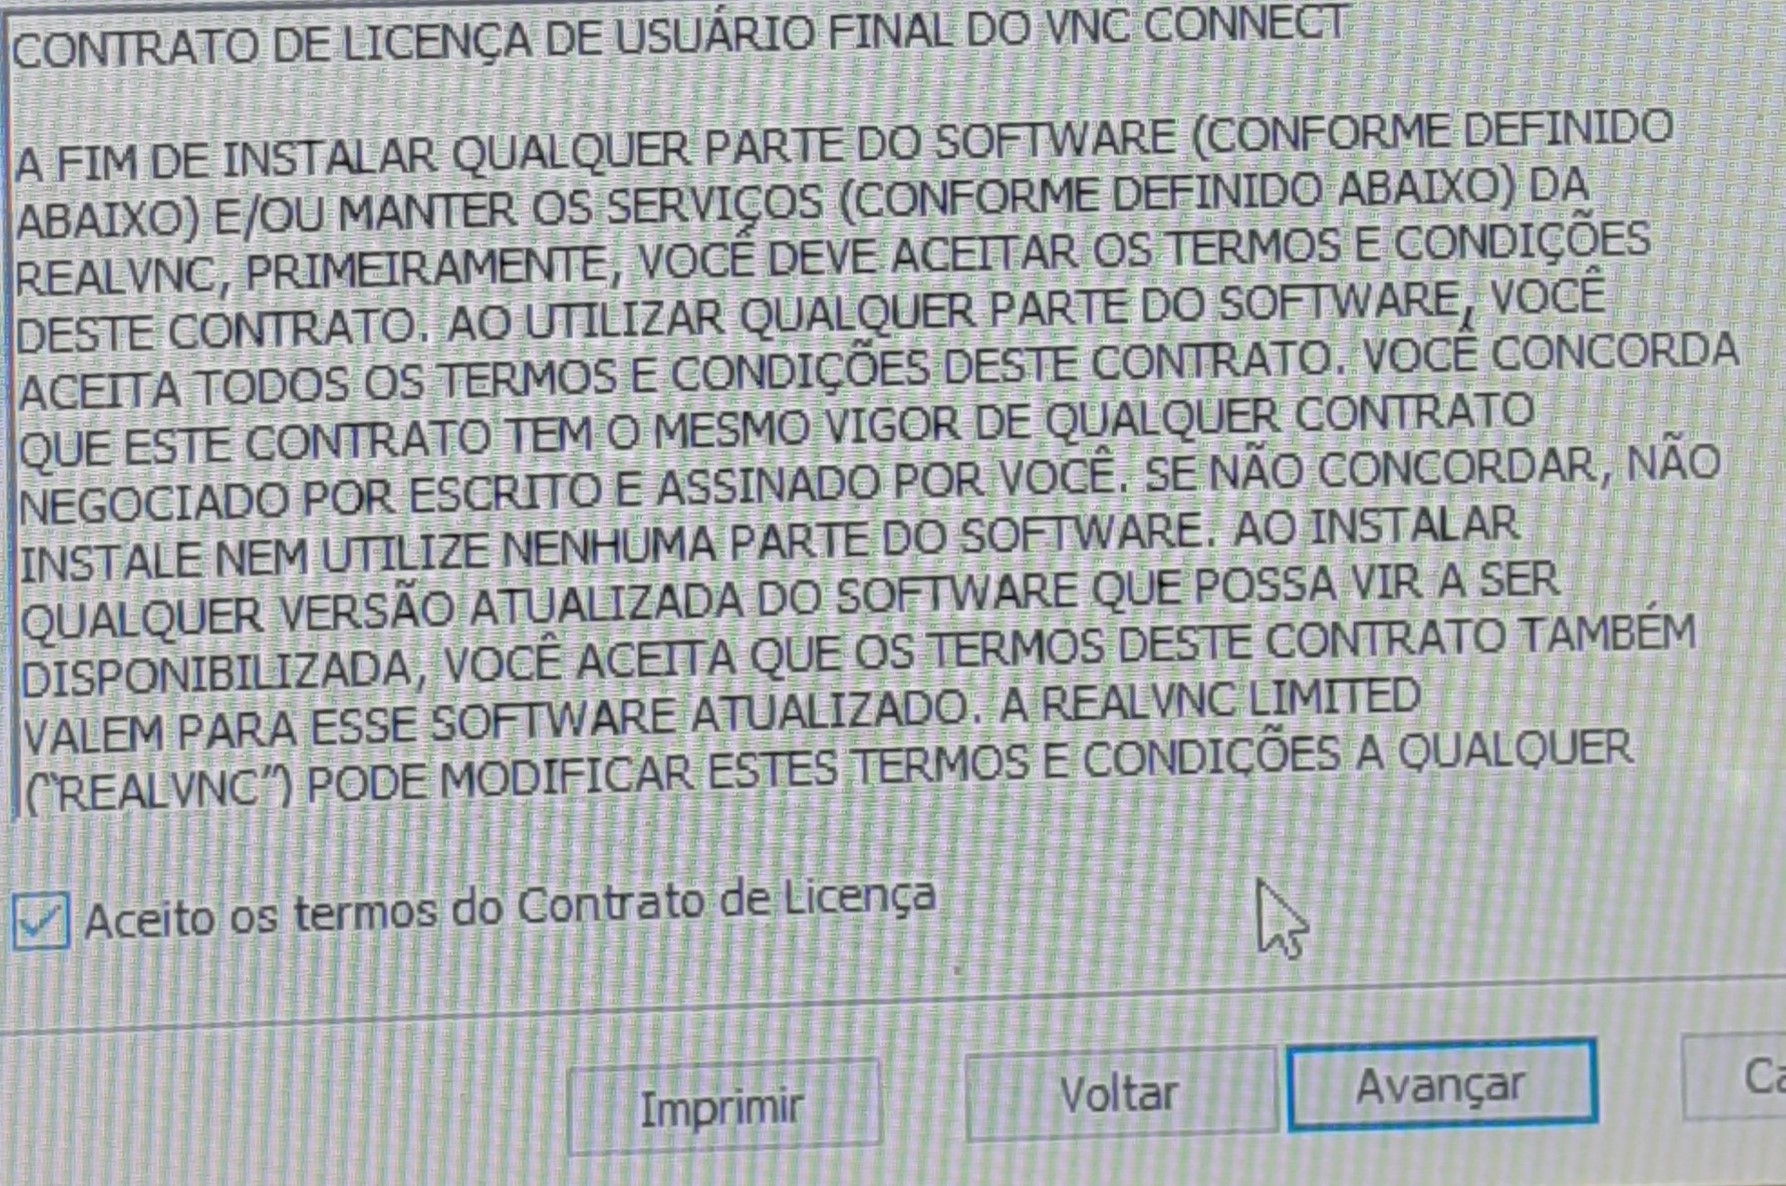 CONTRATO DE LICENÇA DE USUÁRIO FINAL DO VNC CONNECT
A FIM DE INSTALAR QUALQUER PARTE DO SOFTWARE (CONFORME DEFINIDO
ABAIXO) E/OU MANTER OS SERVIÇOS (CONFORME DEFINIDO ABAIXO) DA
REALVNC, PRIMEIRAMENTE, VOCÊ DEVE ACEITAR OS TERMOS E CONDIÇÕES
DESTE CONTRATO. AO UTILIZAR QUALQUER PARTE DO SOFTWARE, VOCÊ
ACEITA TODOS OS TERMOS E CONDIÇÕES DESTE CONTRATO. VOCÊ CONCORDA
QUE ESTE CONTRATO TEM O MESMO VIGOR DE QUALQUER CONTRATO
NEGOCIADO POR ESCRITO E ASSINADO POR VOCÊ. SE NÃO CONCORDAR, NÃO
INSTALE NEM UTILIZE NENHUMA PARTE DO SOFTWARE. AO INSTALAR
QUALQUER VERSÃO ATUALIZADA DO SOFTWARE QUE POSSA VIR A SER
DISPONIBILIZADA, VOCÊ ACEITA QUE OS TERMOS DESTE CONTRATO TAMBÉM
VALEM PARA ESSE SOFTWARE ATUALIZADO. A REALVNC LIMITED
(“REALVNC”) PODE MODIFICAR ESTES TERMOS E CONDIÇÕES A QUALQUER
Aceito os termos do Contrato de Licença
Imprimir Voltar Avançar